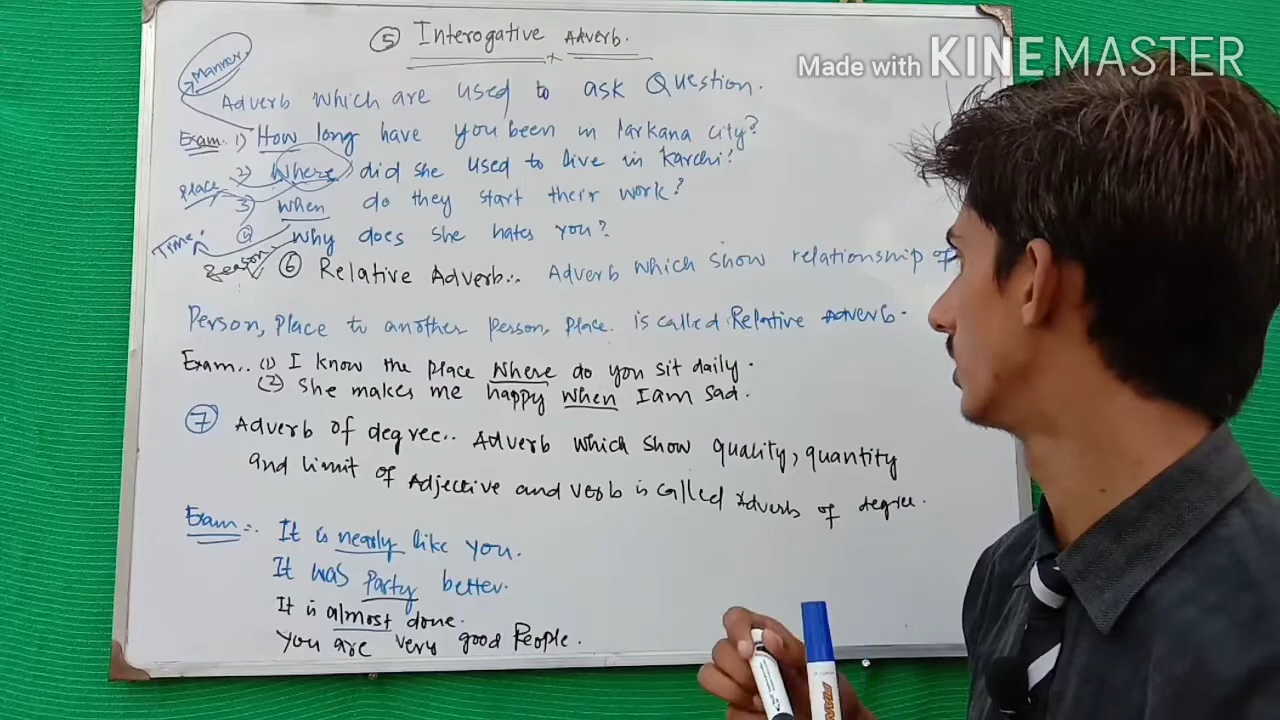 Made with KINEMASTER
⑤ Interogative Adverb.
Manner
Adverb which are used to ask Question.
Exam. 1) How long have you been in Larkana city?
2) Where did she used to live in Karchi?
Place
3) When do they start their work?
Time
④ Why does she hates you?
Reason
⑥ Relative Adverb:. Adverb which show relationship of
Person, Place to another person, place. is called Relative Adverb.
Exam.. (1) I know the place where do you sit daily.
(2) She makes me happy when I am sad.
⑦ Adverb of degree.. Adverb which show quality, quantity
and limit of Adjective and verb is called Adverb of degree.
Exam:. It is nearly like you.
It was Party better.
It is almost done.
You are very good People.